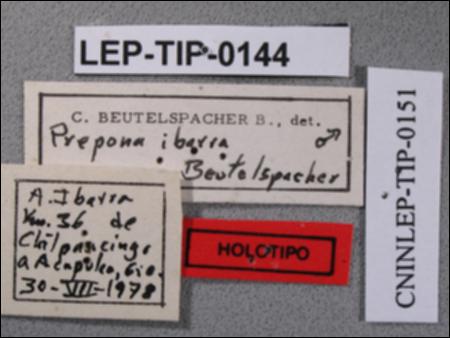 LEP-TIP-0144
C. BEUTELSPACHER B., det.
Prepona ibarra ♂
Beutelspacher
A. Ibarra
Km. 36 de
Chilpancingo
a Acapulco, Gro.
30-VII-1978
HOLOTIPO
CNINLEP-TIP-0151